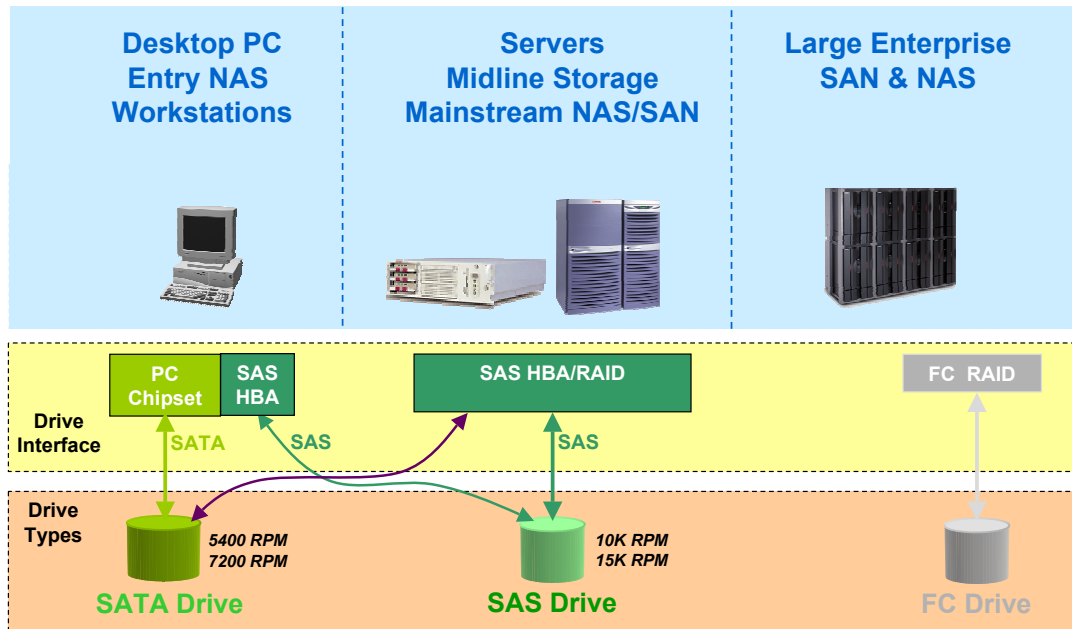 Desktop PC
Entry NAS
Workstations
Servers
Midline Storage
Mainstream NAS/SAN
Large Enterprise
SAN & NAS
PC
Chipset
SAS
HBA
SAS HBA/RAID
FC RAID
Drive
Interface
SATA
SAS
SAS
Drive
Types
5400 RPM
7200 RPM
10K RPM
15K RPM
SATA Drive
SAS Drive
FC Drive